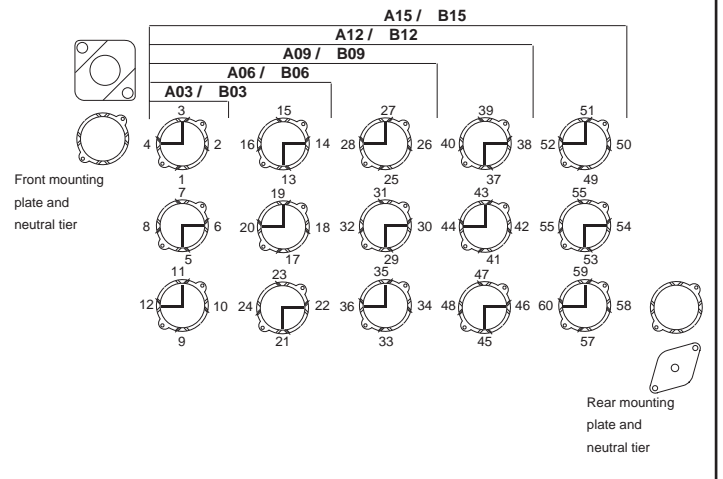 A15 / B15
A12 / B12
A09 / B09
A06 / B06
A03 / B03
3 15 27 39 51
4 2 16 14 28 26 40 38 52 50
1 13 25 37 49
Front mounting
plate and
neutral tier
7 19 31 43 55
8 6 20 18 32 30 44 42 55 54
5 17 29 41 53
11 23 35 47 59
12 10 24 22 36 34 48 46 60 58
9 21 33 45 57
Rear mounting
plate and
neutral tier